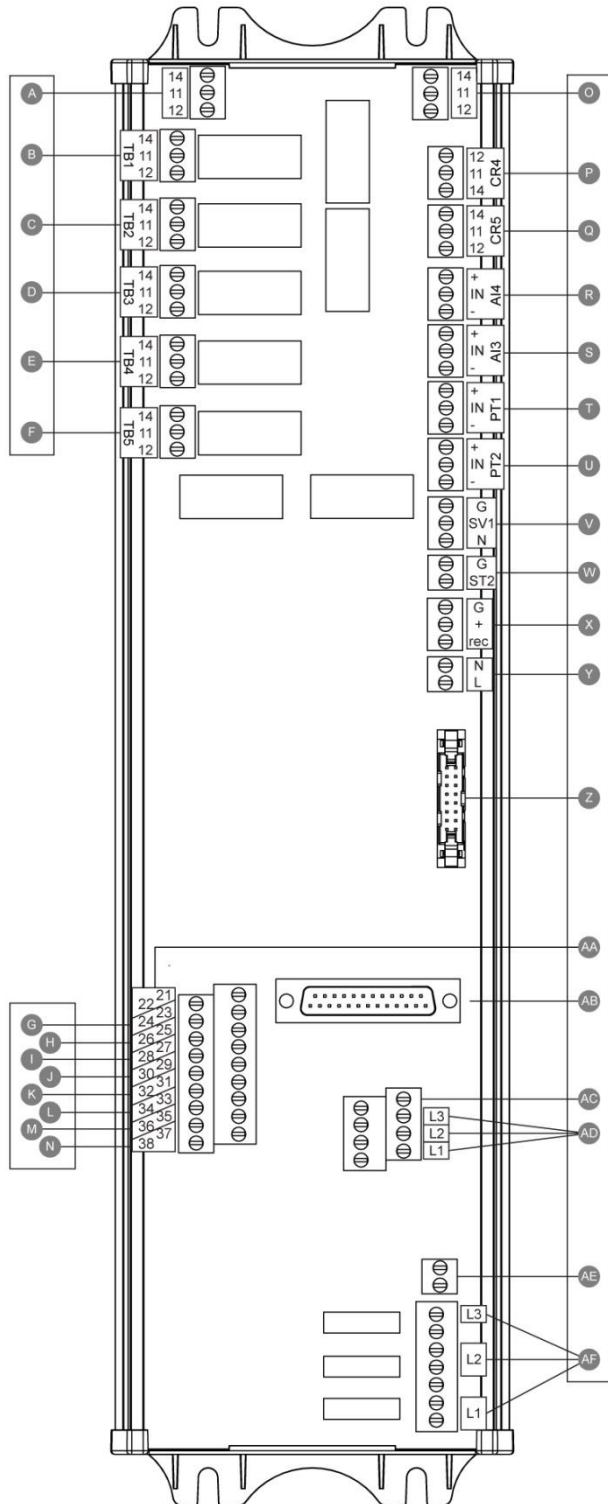 A
14
11
12
14
11
12
O
B
TB1
14
11
12
12
11
14
CR4
P
C
TB2
14
11
12
14
11
12
CR5
Q
D
TB3
14
11
12
+
IN
-
AI4
R
E
TB4
14
11
12
+
IN
-
AI3
S
F
TB5
14
11
12
+
IN
-
PT1
T
+
IN
-
PT2
U
G
SV1
N
V
G
ST2
W
G
+
rec
X
N
L
Y
Z
AA
AB
21
22
23
G
24
25
H
26
27
I
28
29
J
30
31
K
32
33
L
34
35
M
36
37
N
38
AC
L3
L2
L1
AD
AE
L3
L2
L1
AF